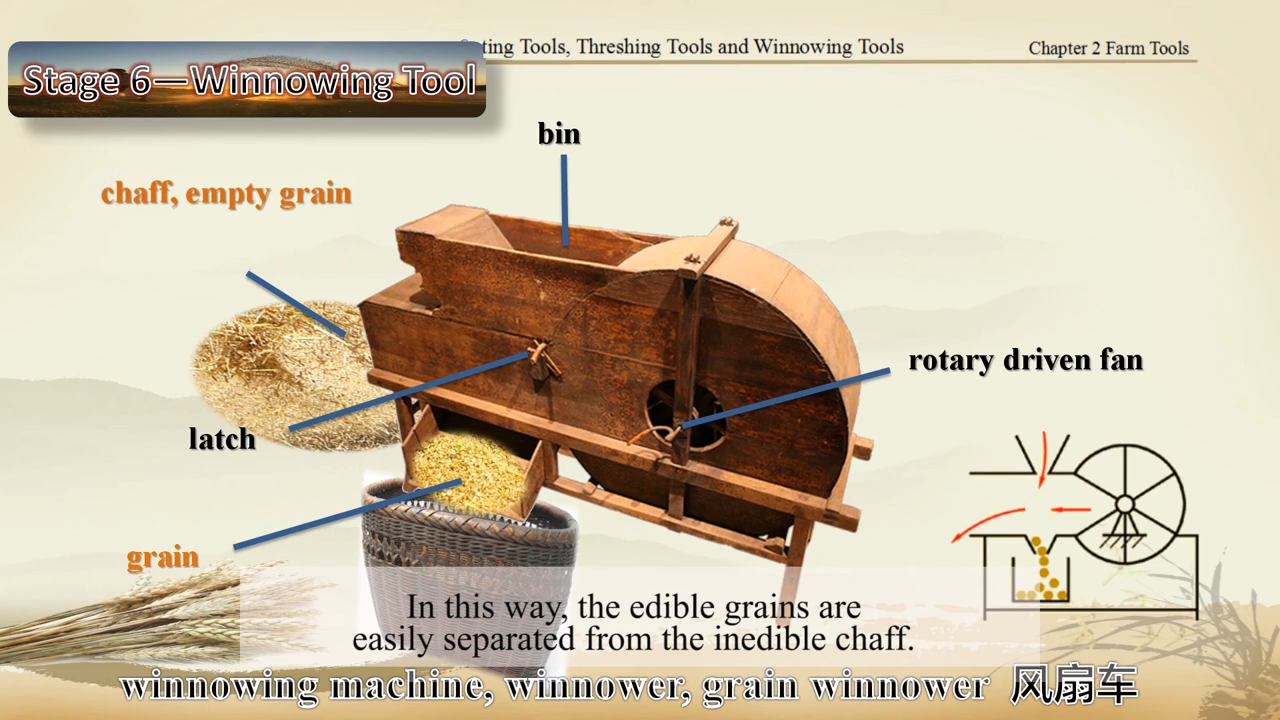 ting Tools, Threshing Tools and Winnowing Tools
Chapter 2 Farm Tools
Stage 6—Winnowing Tool
bin
chaff, empty grain
rotary driven fan
latch
grain
In this way, the edible grains are
easily separated from the inedible chaff.
winnowing machine, winnower, grain winnower 风扇车